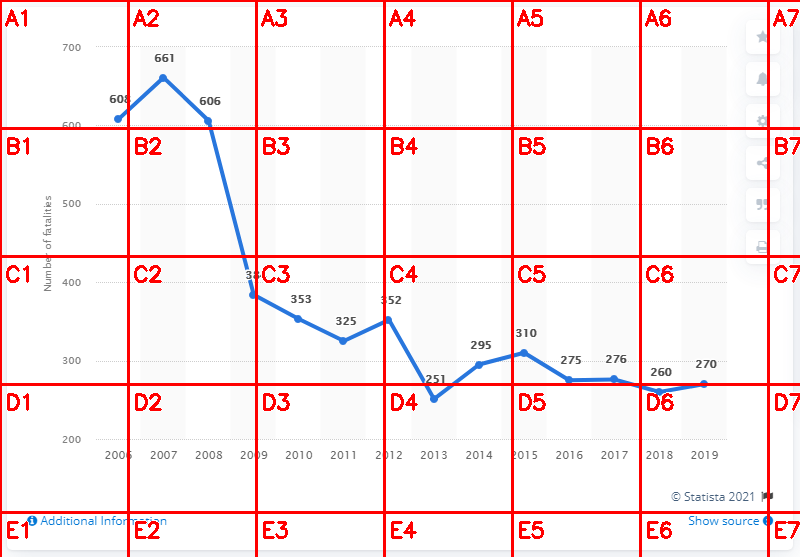 A1 A2 A3 A4 A5 A6 A7
700
661
608
606
600
B1 B2 B3 B4 B5 B6 B7
Number of fatalities
500
C1 C2 C3 C4 C5 C6 C7
400
353
352
325
310
295
300
275
276
270
260
251
D1 D2 D3 D4 D5 D6 D7
200
2006 2007 2008 2009 2010 2011 2012 2013 2014 2015 2016 2017 2018 2019
© Statista 2021
Additional Information
Show source
E1 E2 E3 E4 E5 E6 E7